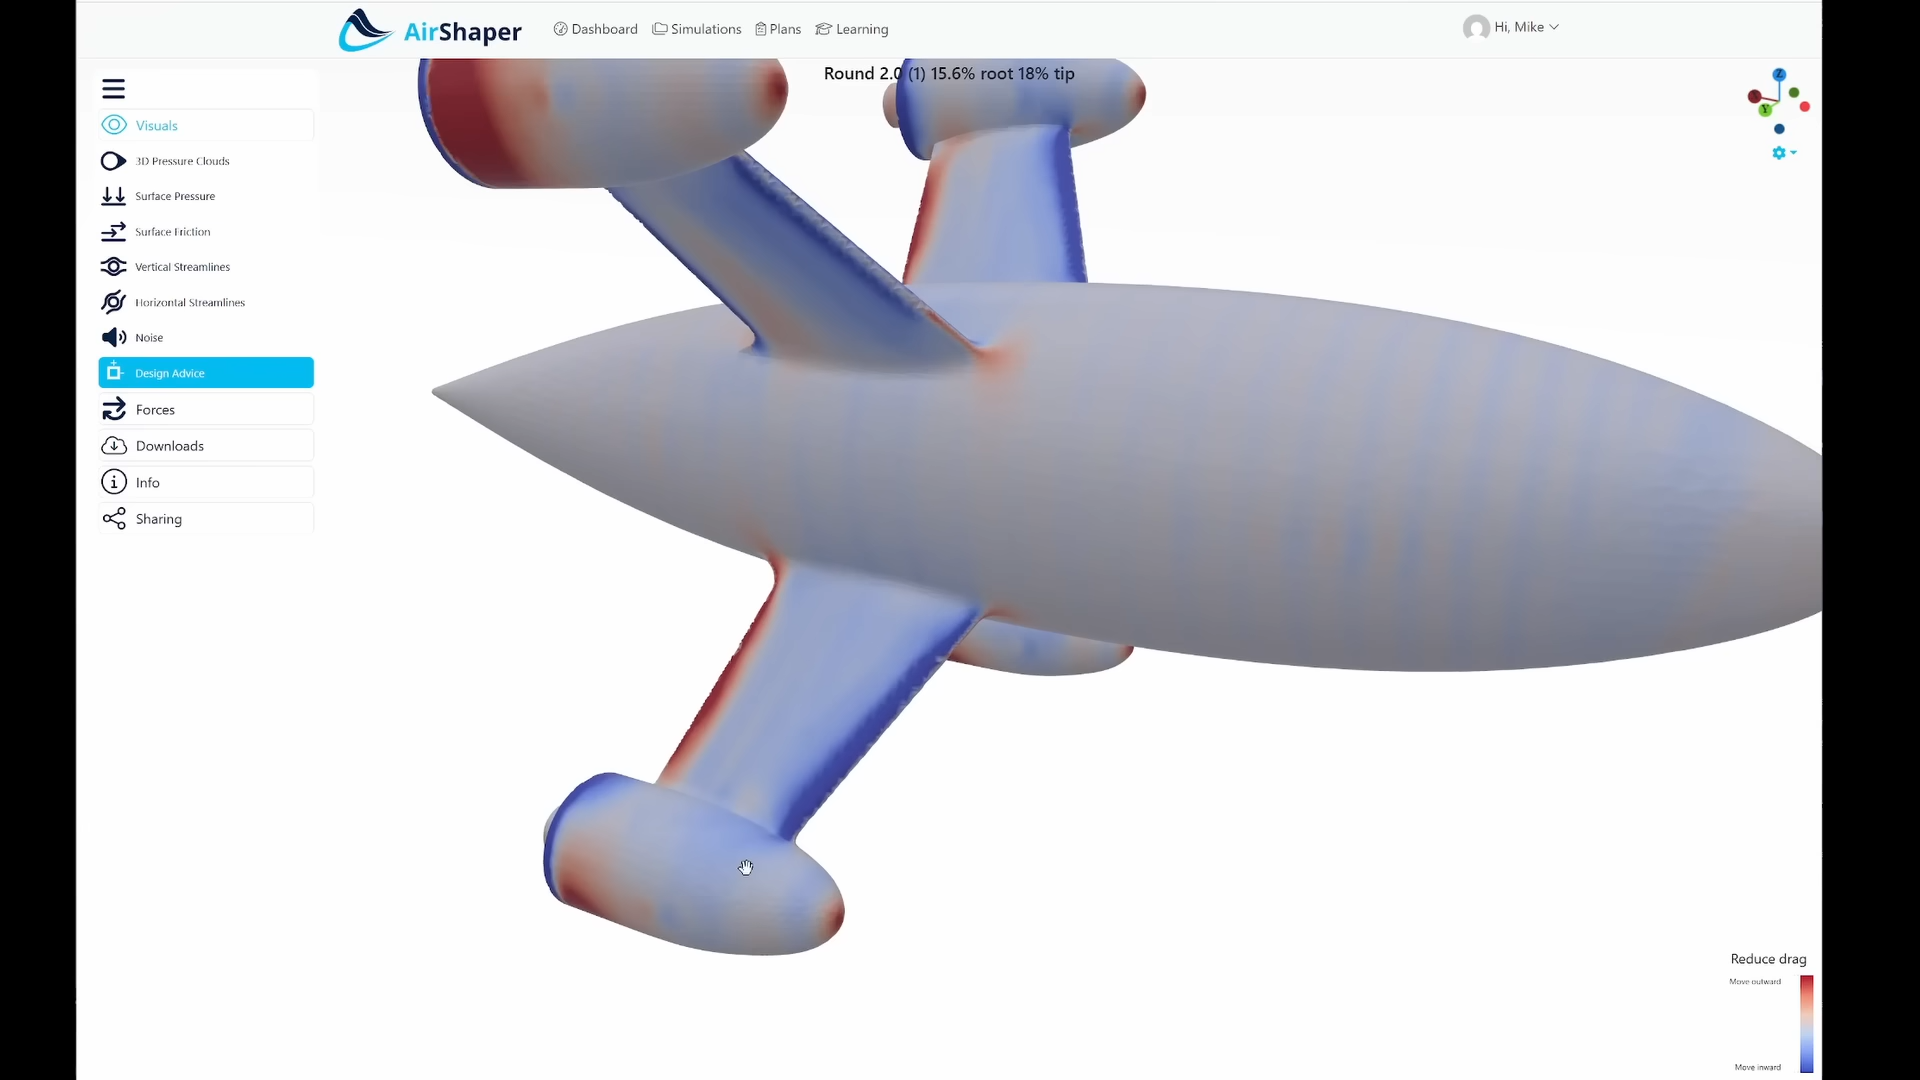 AirShaper
Dashboard
Simulations
Plans
Learning
Hi, Mike
Round 2.0 (1) 15.6% root 18% tip
Z
Y
Visuals
3D Pressure Clouds
Surface Pressure
Surface Friction
Vertical Streamlines
Horizontal Streamlines
Noise
Design Advice
Forces
Downloads
Info
Sharing
Reduce drag
Move outward
Move inward